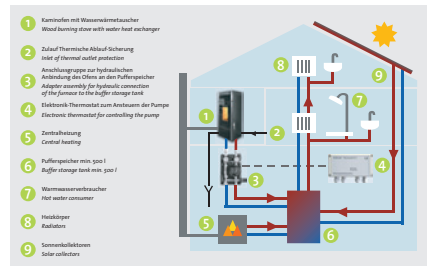 1 Kaminofen mit Wasserwärmetauscher
Wood burning stove with water heat exchanger
2 Zulauf Thermische Ablauf-Sicherung
Inlet of thermal outlet protection
3 Anschlussgruppe zur hydraulischen
Anbindung des Ofens an den Pufferspeicher
Adapter assembly for hydraulic connection
of the furnace to the buffer storage tank
4 Elektronik-Thermostat zum Ansteuern der Pumpe
Electronic thermostat for controlling the pump
5 Zentralheizung
Central heating
6 Pufferspeicher min. 500 l
Buffer storage tank min. 500 l
7 Warmwasserverbraucher
Hot water consumer
8 Heizkörper
Radiators
9 Sonnenkollektoren
Solar collectors
8
9
7
1
2
3
4
5
6